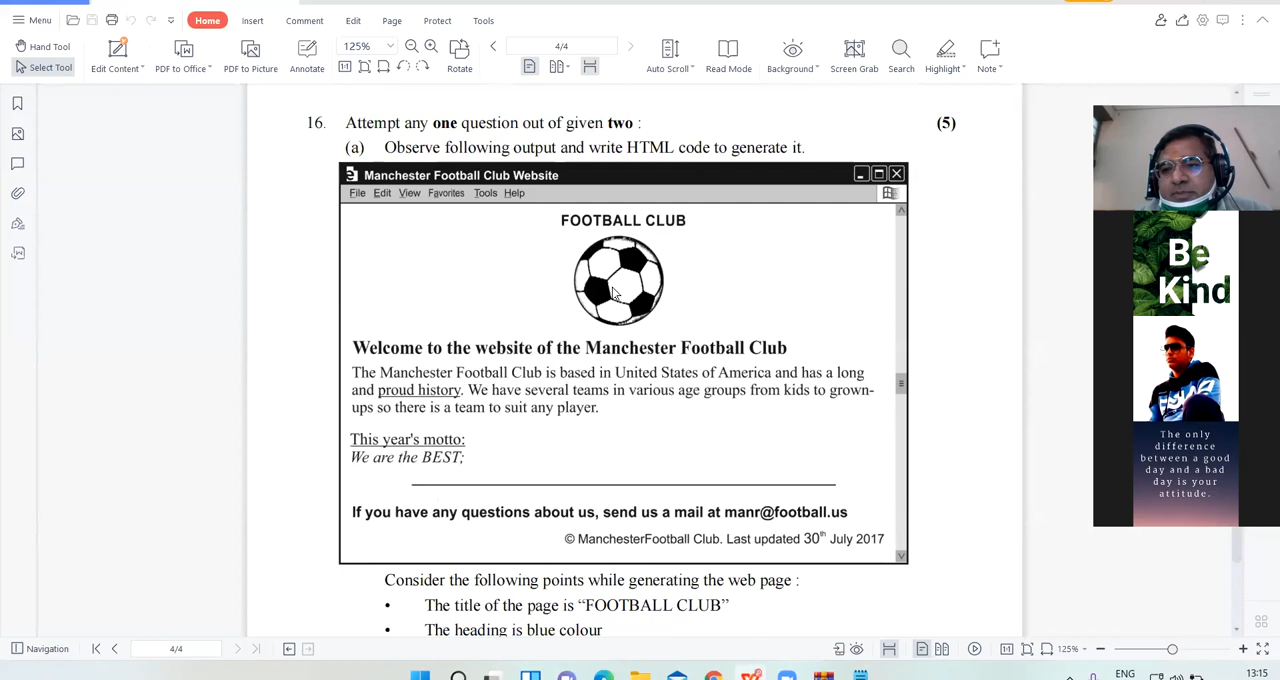 Menu Home Insert Comment Edit Page Protect Tools
Hand Tool
Select Tool
Edit Content PDF to Office PDF to Picture Annotate 125% Rotate 4/4 Auto Scroll Read Mode Background Screen Grab Search Highlight Note
16. Attempt any one question out of given two : (5)
(a) Observe following output and write HTML code to generate it.
Manchester Football Club Website
File Edit View Favorites Tools Help
FOOTBALL CLUB
Welcome to the website of the Manchester Football Club
The Manchester Football Club is based in United States of America and has a long
and proud history. We have several teams in various age groups from kids to grown-
ups so there is a team to suit any player.
This year's motto:
We are the BEST;
If you have any questions about us, send us a mail at manr@football.us
© ManchesterFootball Club. Last updated 30th July 2017
Consider the following points while generating the web page :
• The title of the page is “FOOTBALL CLUB”
• The heading is blue colour
Be
Kind
The only
difference
between a good
day and a bad
day is your
attitude.
Navigation 4/4 125%
ENG 13:15